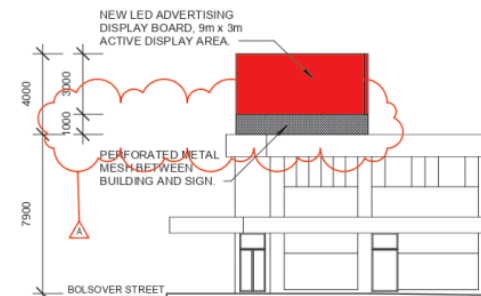 NEW LED ADVERTISING
DISPLAY BOARD, 9m x 3m
ACTIVE DISPLAY AREA.
4000
3000
1000
PERFORATED METAL
MESH BETWEEN
BUILDING AND SIGN.
7900
A
BOLSOVER STREET